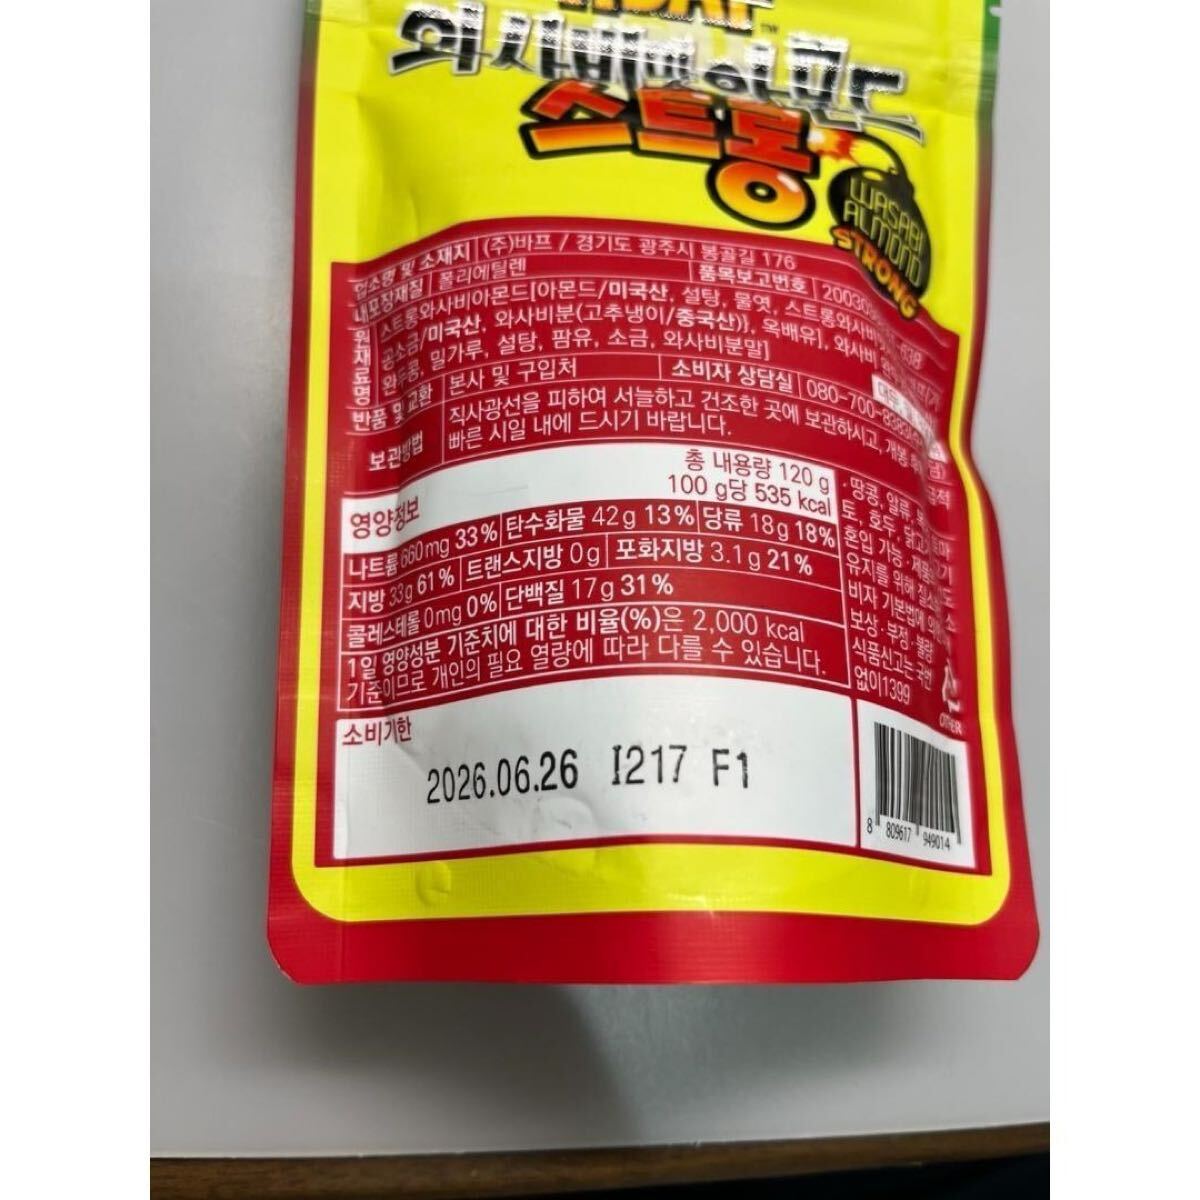 와사비맛아몬드
스트롱
WASABI
ALMOND
STRONG
업소명 및 소재지 (주)바프 / 경기도 광주시 봉골길 176
내포장재질 폴리에틸렌 품목보고번호
원재료명 스트롱와사비아몬드[아몬드/미국산, 설탕, 물엿,
공소금/미국산, 와사비분(고추냉이/중국산)}, 옥배유], 와사비
완두콩, 밀가루, 설탕, 팜유, 소금, 와사비분말]
반품 및 교환 본사 및 구입처 소비자 상담실
보관방법 직사광선을 피하여 서늘하고 건조한 곳에 보관하시고, 개봉
빠른 시일 내에 드시기 바랍니다.
영양정보 총 내용량 120 g
100 g당 535 kcal
나트륨 660mg 33% 탄수화물 42g 13% 당류 18g 18%
지방 33g 61% 트랜스지방 0g 포화지방 3.1g 21%
콜레스테롤 0mg 0% 단백질 17g 31%
1일 영양성분 기준치에 대한 비율(%)은 2,000 kcal
기준이므로 개인의 필요 열량에 따라 다를 수 있습니다.
·땅콩, 알류,
토, 호두,
혼입 가능·
유지를 위해
비자 기본법에
보상·부정·불량
식품신고는 국번
없이1399
OTHER
소비기한
2026.06.26 I217 F1
8 809617 949014